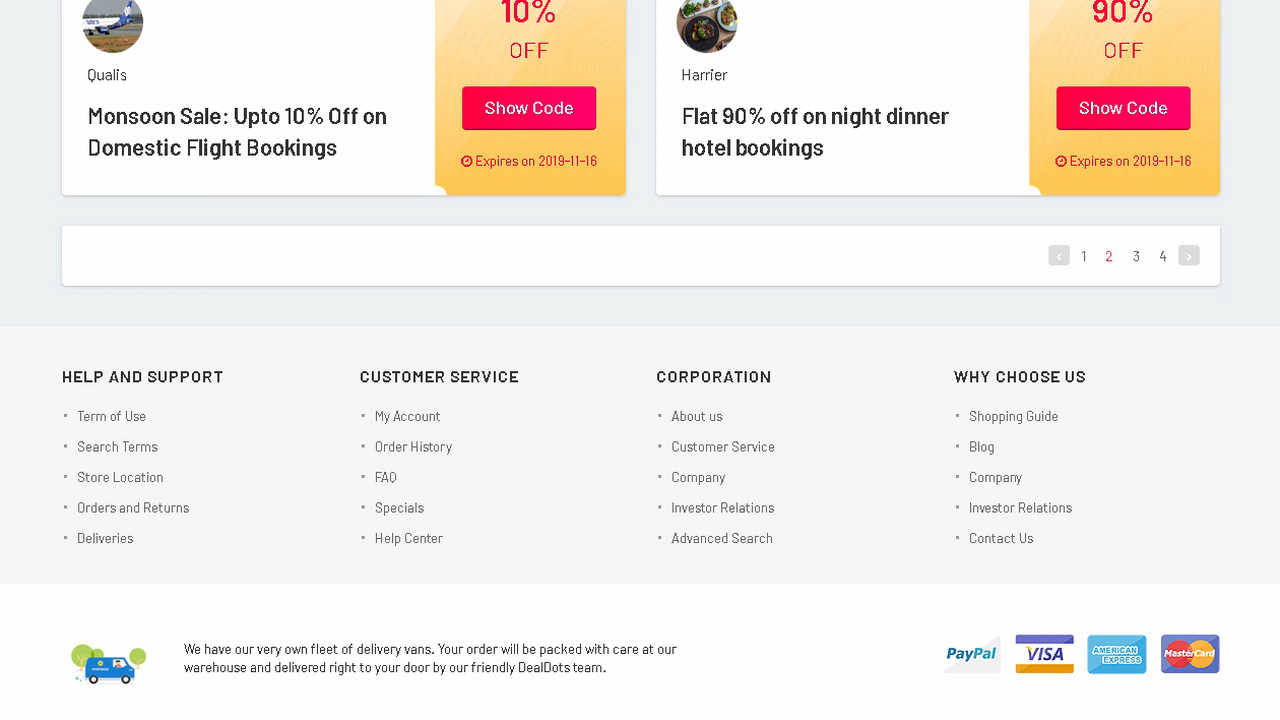 10%
OFF
Show Code
Expires on 2019-11-16
Qualis
Monsoon Sale: Upto 10% Off on
Domestic Flight Bookings
90%
OFF
Show Code
Expires on 2019-11-16
Harrier
Flat 90% off on night dinner
hotel bookings
‹ 1 2 3 4 ›
HELP AND SUPPORT
Term of Use
Search Terms
Store Location
Orders and Returns
Deliveries
CUSTOMER SERVICE
My Account
Order History
FAQ
Specials
Help Center
CORPORATION
About us
Customer Service
Company
Investor Relations
Advanced Search
WHY CHOOSE US
Shopping Guide
Blog
Company
Investor Relations
Contact Us
We have our very own fleet of delivery vans. Your order will be packed with care at our
warehouse and delivered right to your door by our friendly DealDots team.
PayPal
VISA
AMERICAN
EXPRESS
MasterCard